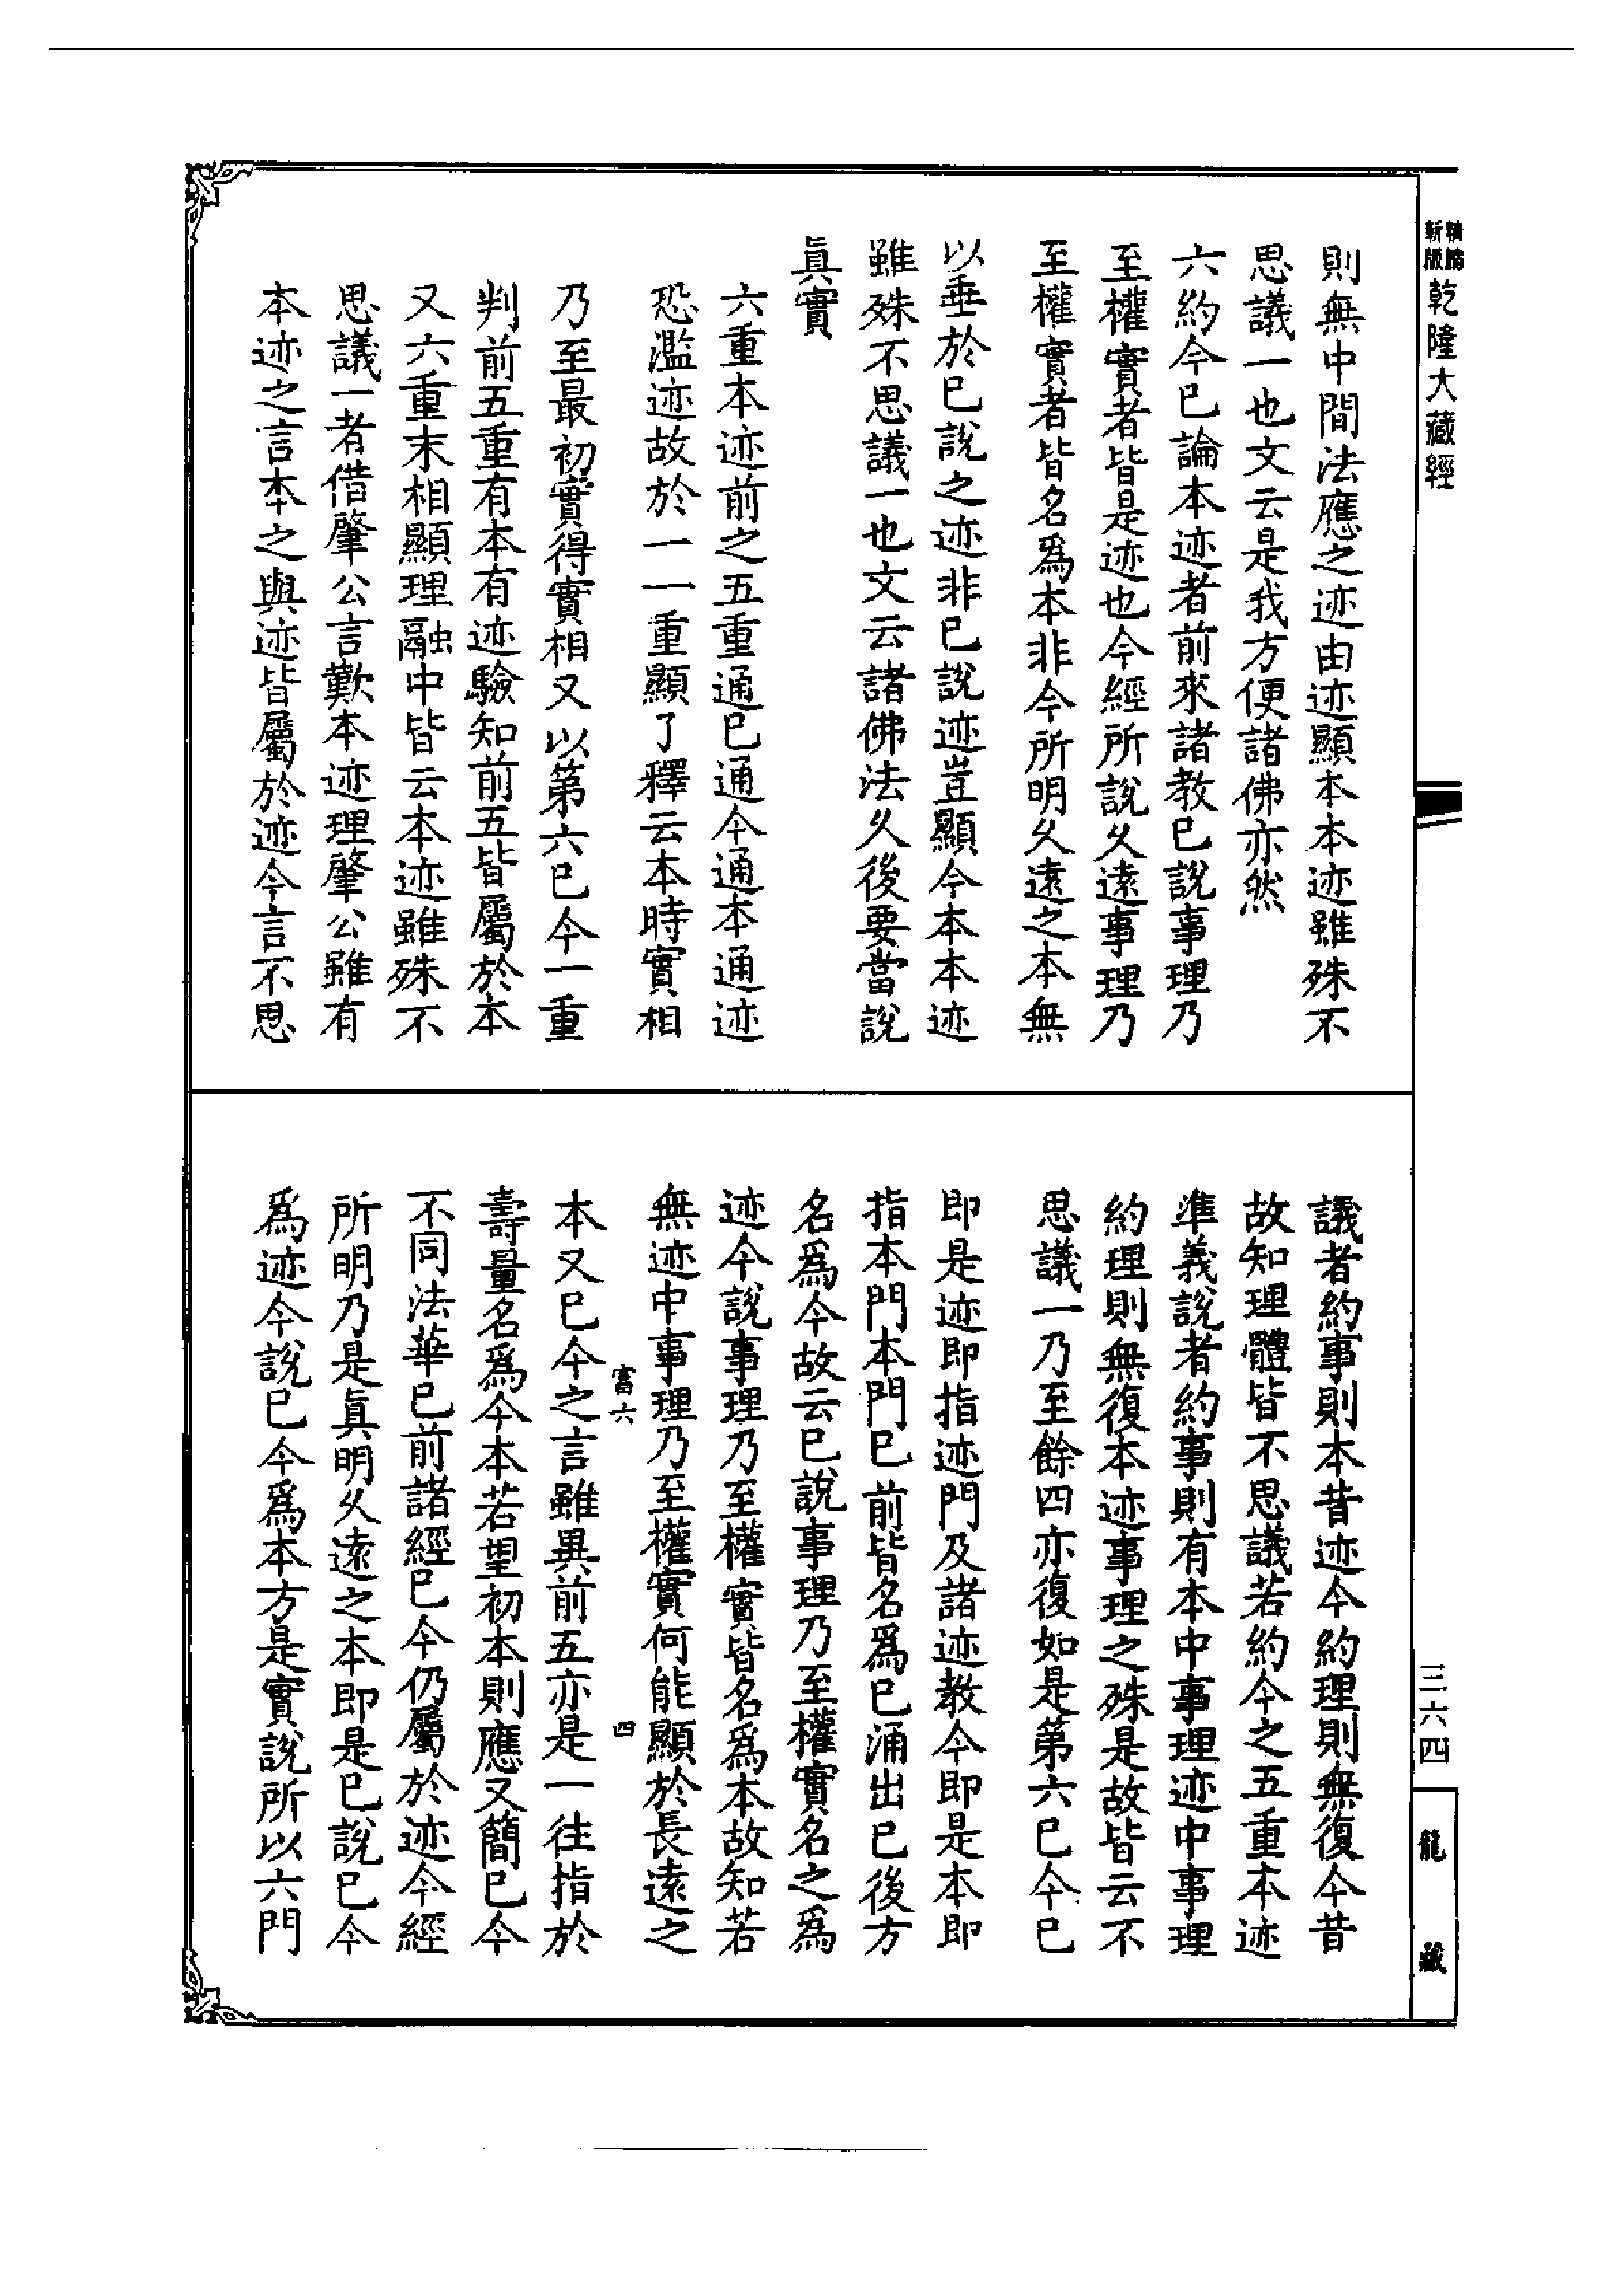 精縮新版乾隆大藏經
則無中間法應之迹由迹顯本本迹雖殊不
思議一也文云是我方便諸佛亦然
六約今已論本迹者前來諸教已說事理乃
至權實者皆是迹也今經所說久遠事理乃
至權實者皆名爲本非今所明久遠之本無
以垂於已說之迹非已說迹豈顯今本本迹
雖殊不思議一也文云諸佛法久後要當說
眞實
六重本迹前之五重通已通今通本通迹
恐濫迹故於一一重顯了釋云本時實相
乃至最初實得實相又以第六已今一重
判前五重有本有迹驗知前五皆屬於本
又六重末相顯理融中皆云本迹雖殊不
思議一者借肇公言歎本迹理肇公雖有
本迹之言本之與迹皆屬於迹今言不思
議者約事則本昔迹今約理則無復今昔
故知理體皆不思議若約今之五重本迹
準義說者約事則有本中事理迹中事理
約理則無復本迹事理之殊是故皆云不
思議一乃至餘四亦復如是第六已今已
即是迹即指迹門及諸迹教今即是本即
指本門本門已前皆名爲已涌出已後方
名爲今故云已說事理乃至權實名之爲
迹今說事理乃至權實皆名爲本故知若
無迹中事理乃至權實何能顯於長遠之
富六 四
本又已今之言雖異前五亦是一往指於
壽量名爲今本若望初本則應又簡已今
不同法華已前諸經已今仍屬於迹今經
所明乃是眞明久遠之本即是已說已今
爲迹今說已今爲本方是實說所以六門
三六四
龍藏